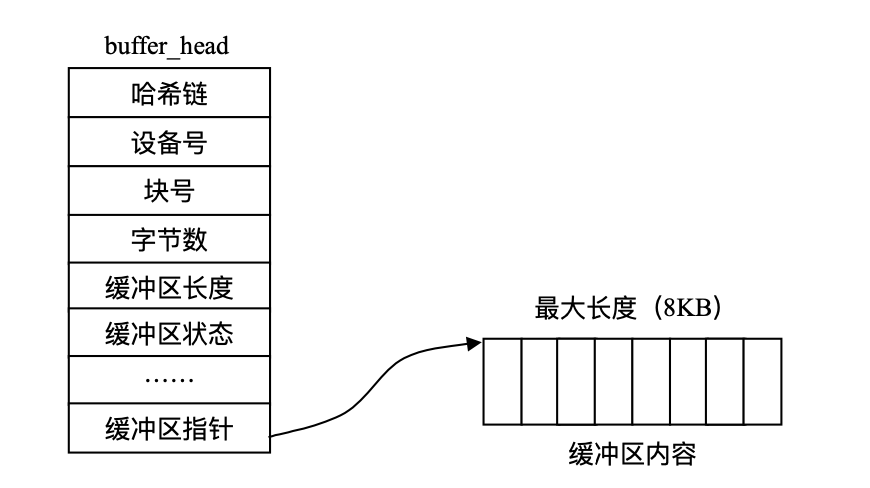 buffer_head
哈希链
设备号
块号
字节数
缓冲区长度
缓冲区状态
……
缓冲区指针
最大长度（8KB）
缓冲区内容